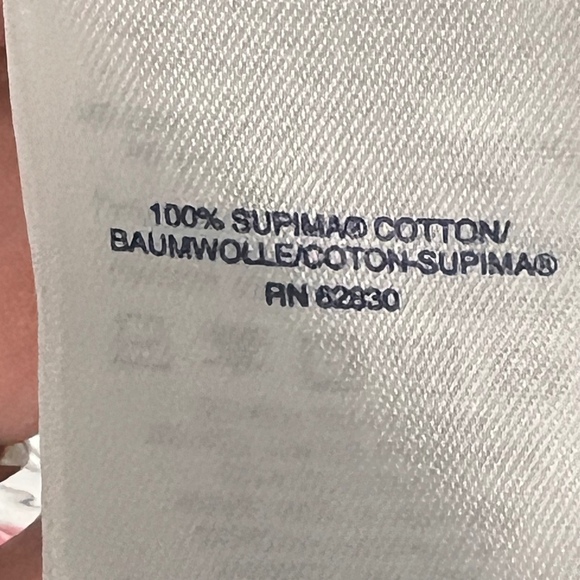 100% SUPIMA® COTTON/
BAUMWOLLE/COTON-SUPIMA®
RN 62830